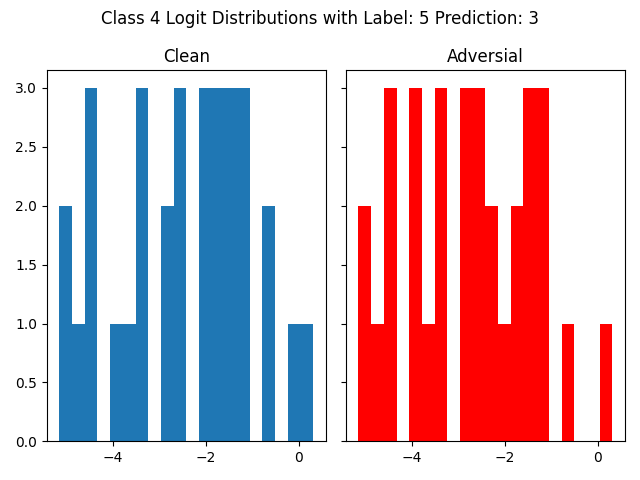 Class 4 Logit Distributions with Label: 5 Prediction: 3
Clean
Adversial
3.0
2.5
2.0
1.5
1.0
0.5
0.0
−4 −2 0
−4 −2 0